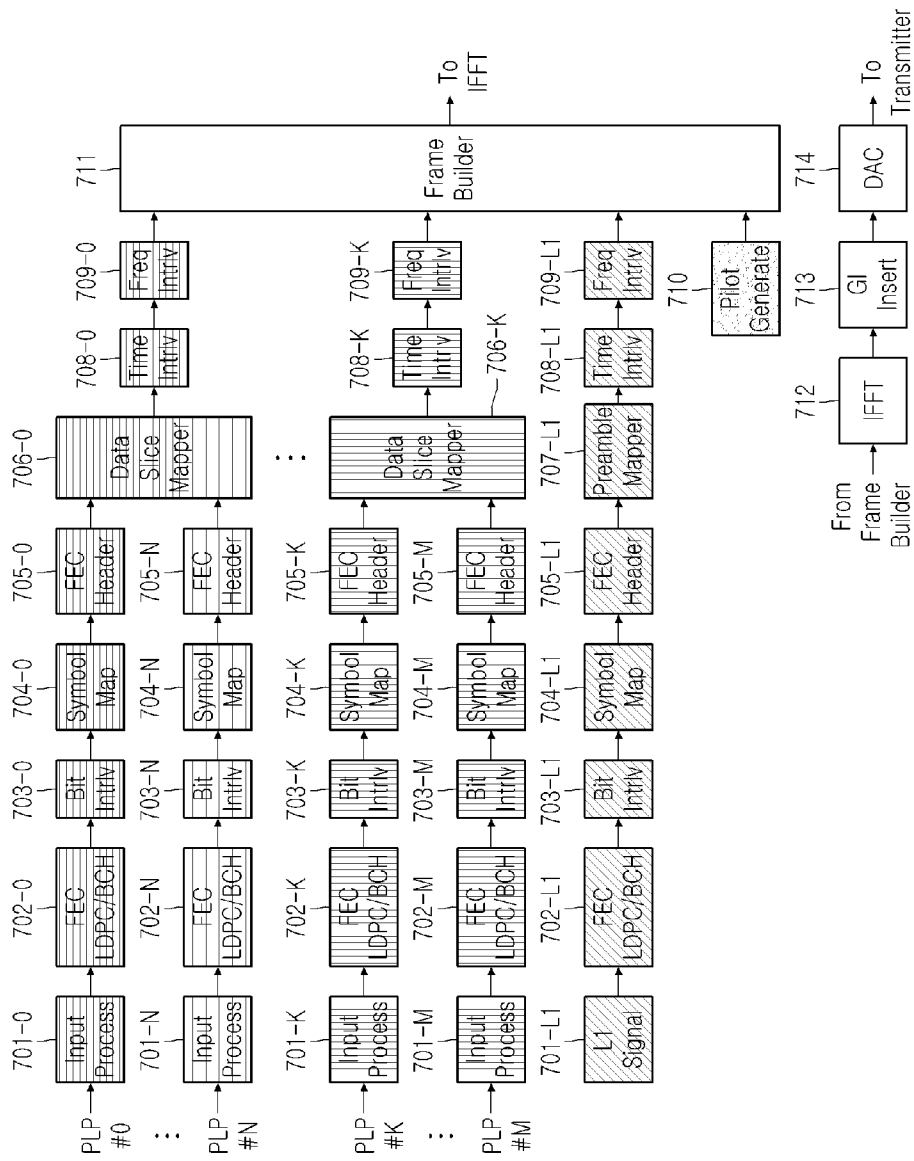 701-0
702-0
703-0
704-0
705-0
706-0
708-0
709-0
711
PLP
#0
Input
Process
FEC
LDPC/BCH
Bit
Intrlv
Symbol
Map
FEC
Header
Data
Slice
Mapper
Time
Intrlv
Freq
Intrlv
Frame
Builder
To
IFFT
701-N
702-N
703-N
704-N
705-N
PLP
#N
Input
Process
FEC
LDPC/BCH
Bit
Intrlv
Symbol
Map
FEC
Header
701-K
702-K
703-K
704-K
705-K
708-K
709-K
706-K
PLP
#K
Input
Process
FEC
LDPC/BCH
Bit
Intrlv
Symbol
Map
FEC
Header
Data
Slice
Mapper
Time
Intrlv
Freq
Intrlv
701-M
702-M
703-M
704-M
705-M
PLP
#M
Input
Process
FEC
LDPC/BCH
Bit
Intrlv
Symbol
Map
FEC
Header
701-L1
702-L1
703-L1
704-L1
705-L1
707-L1
708-L1
709-L1
L1
Signal
FEC
LDPC/BCH
Bit
Intrlv
Symbol
Map
FEC
Header
Preamble
Mapper
Time
Intrlv
Freq
Intrlv
710
Pilot
Generate
712
713
714
From
Frame
Builder
IFFT
GI
Insert
DAC
To
Transmitter